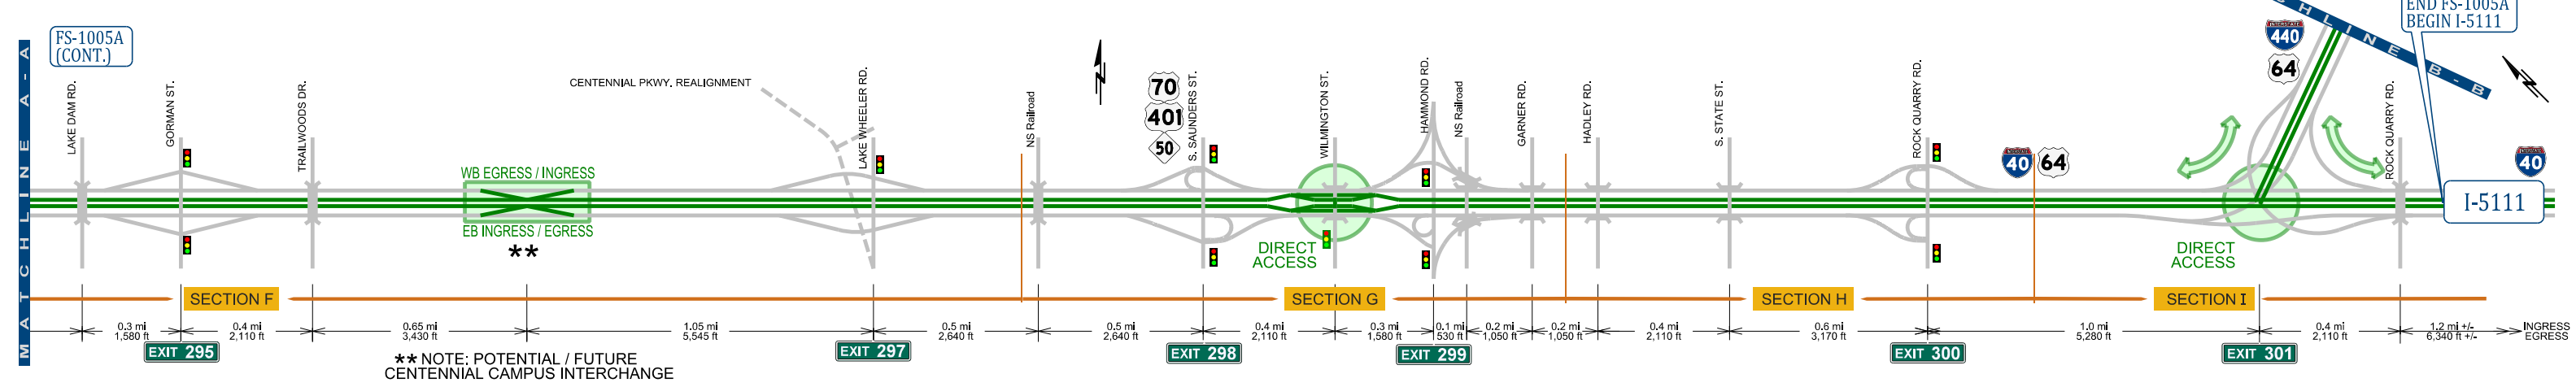 MATCHLINE A-A
FS-1005A
(CONT.)
LAKE DAM RD.
GORMAN ST.
TRAILWOODS DR.
WB EGRESS / INGRESS
EB INGRESS / EGRESS
**
CENTENNIAL PKWY. REALIGNMENT
LAKE WHEELER RD.
NS Railroad
70
401
50
S. SAUNDERS ST.
WILMINGTON ST.
DIRECT
ACCESS
HAMMOND RD.
NS Railroad
GARNER RD.
HADLEY RD.
S. STATE ST.
ROCK QUARRY RD.
40
64
440
64
B-B
END FS-1005A
BEGIN I-5111
DIRECT
ACCESS
ROCK QUARRY RD.
40
I-5111
SECTION F
SECTION G
SECTION H
SECTION I
0.3 mi
1,580 ft
0.4 mi
2,110 ft
0.65 mi
3,430 ft
1.05 mi
5,545 ft
0.5 mi
2,640 ft
0.5 mi
2,640 ft
0.4 mi
2,110 ft
0.3 mi
1,580 ft
0.1 mi
530 ft
0.2 mi
1,050 ft
0.2 mi
1,050 ft
0.4 mi
2,110 ft
0.6 mi
3,170 ft
1.0 mi
5,280 ft
0.4 mi
2,110 ft
1.2 mi +/-
6,340 ft +/-
INGRESS
EGRESS
EXIT 295
EXIT 297
EXIT 298
EXIT 299
EXIT 300
EXIT 301
** NOTE: POTENTIAL / FUTURE
CENTENNIAL CAMPUS INTERCHANGE